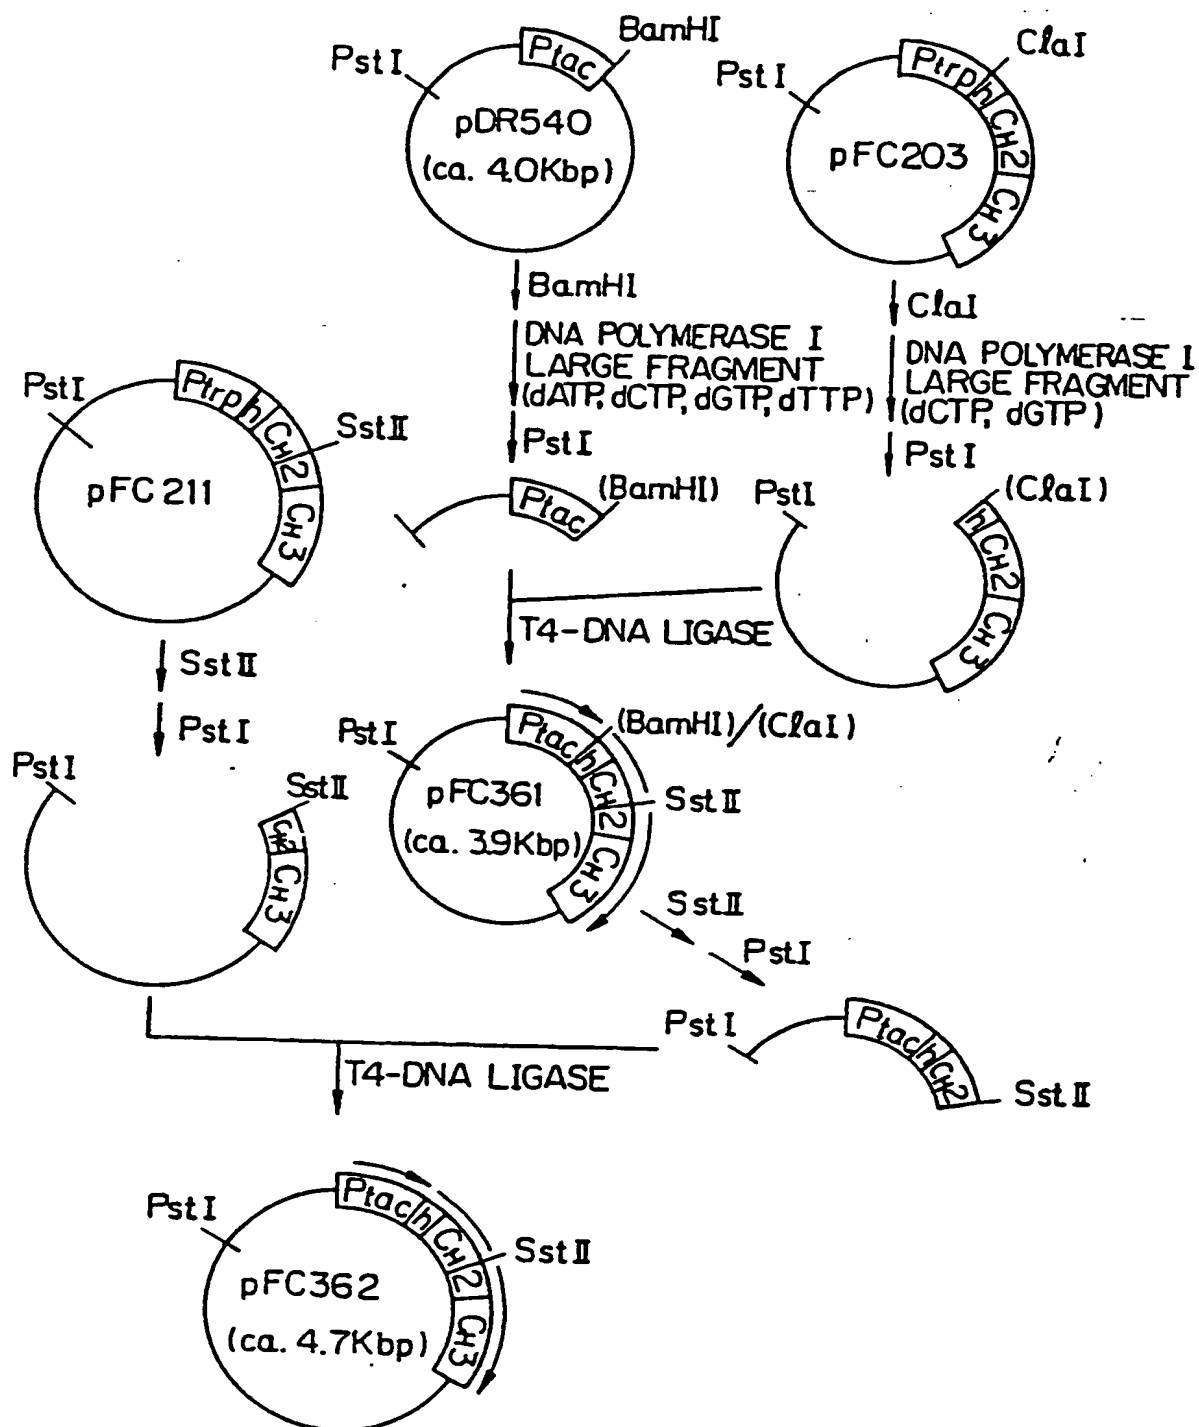 PstI
Ptac
BamHI
pDR540
(ca. 4.0Kbp)
PstI
Ptrp
h
CH2
CH3
ClaI
pFC203
BamHI
DNA POLYMERASE I
LARGE FRAGMENT
(dATP, dCTP, dGTP, dTTP)
PstI
ClaI
DNA POLYMERASE I
LARGE FRAGMENT
(dCTP, dGTP)
PstI
PstI
Ptrp
h
CH2
CH3
SstII
pFC211
Ptac
(BamHI)
PstI
(ClaI)
h
CH2
CH3
T4-DNA LIGASE
SstII
PstI
PstI
SstII
CH2
CH3
PstI
Ptac
h
CH2
CH3
(BamHI)/(ClaI)
SstII
pFC361
(ca. 3.9Kbp)
SstII
PstI
PstI
Ptac
h
CH2
SstII
T4-DNA LIGASE
PstI
Ptac
h
CH2
CH3
SstII
pFC362
(ca. 4.7Kbp)